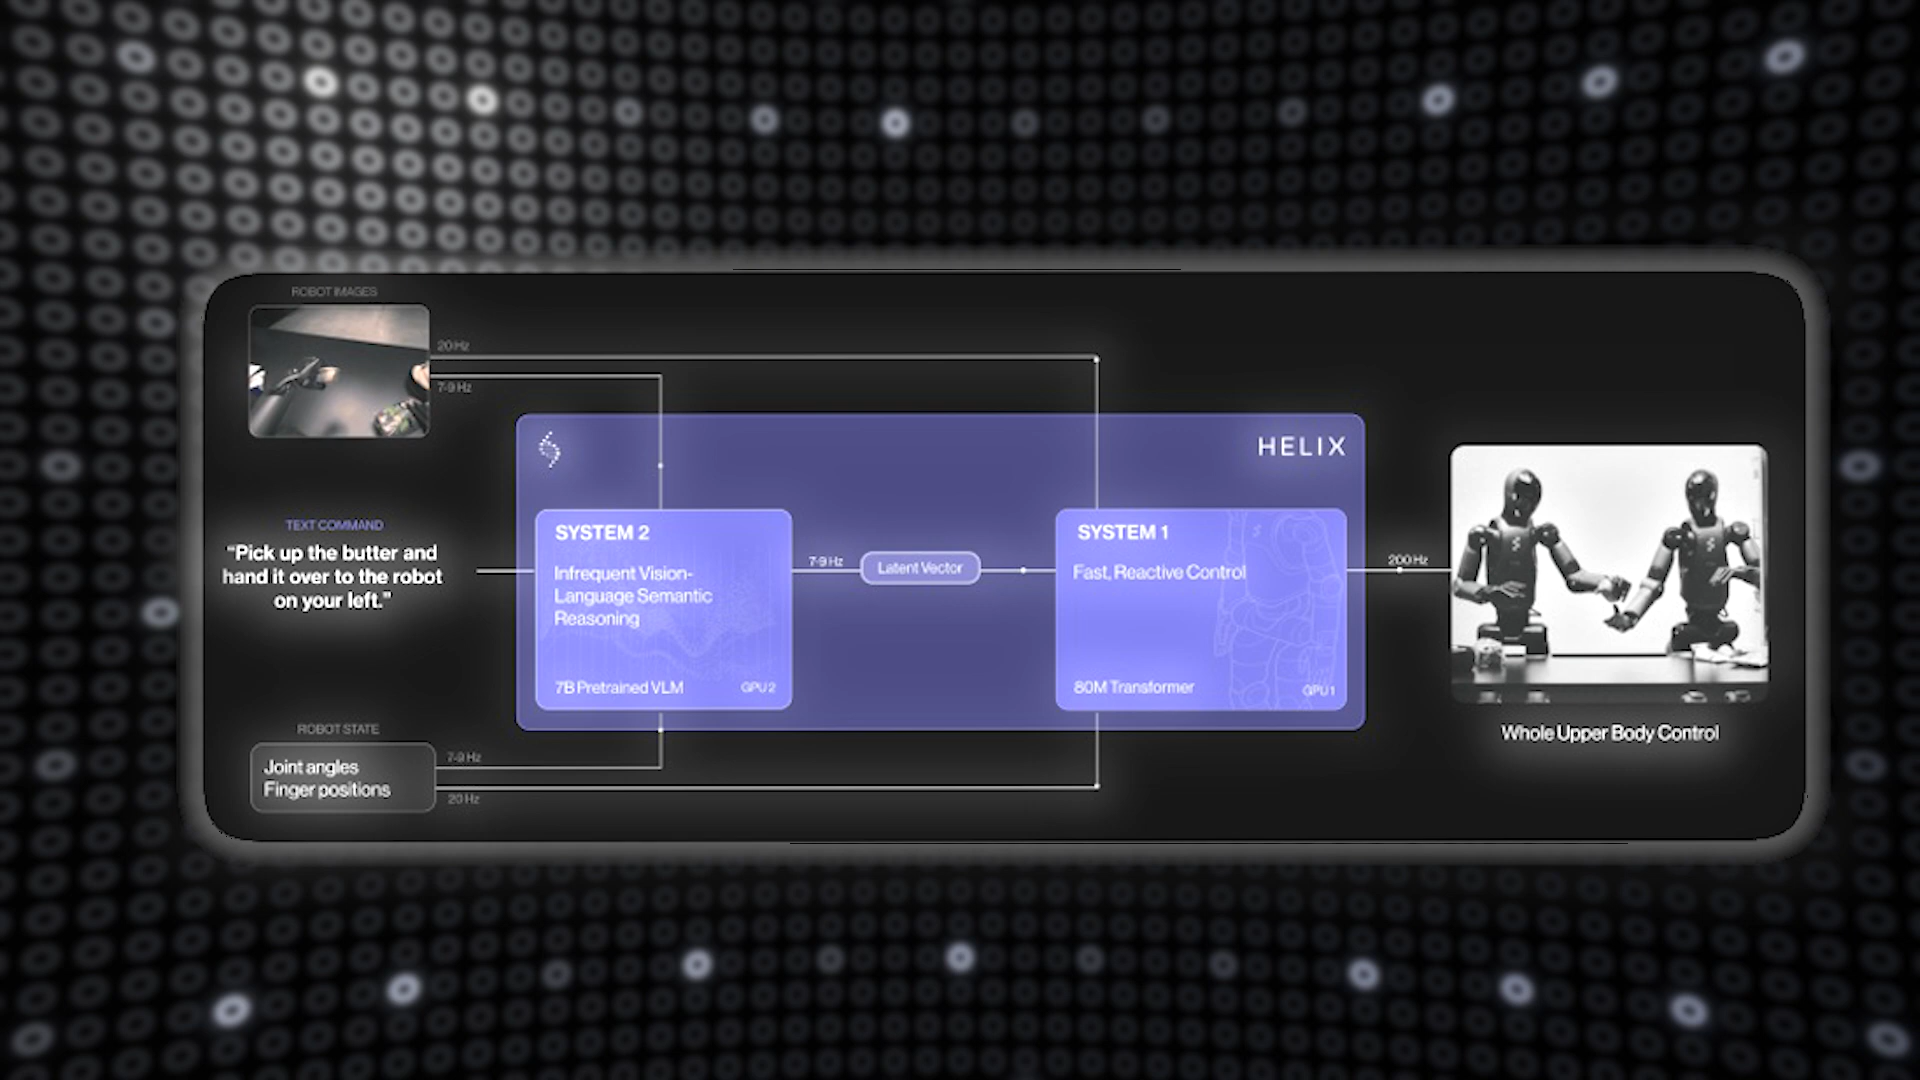 ROBOT IMAGES
20 Hz
7-9 Hz
HELIX
TEXT COMMAND
“Pick up the butter and
hand it over to the robot
on your left.”
SYSTEM 2
Infrequent Vision-
Language Semantic
Reasoning
7B Pretrained VLM
GPU 2
7-9 Hz
Latent Vector
SYSTEM 1
Fast, Reactive Control
80M Transformer
GPU 1
200 Hz
Whole Upper Body Control
ROBOT STATE
Joint angles
Finger positions
7-9 Hz
20 Hz